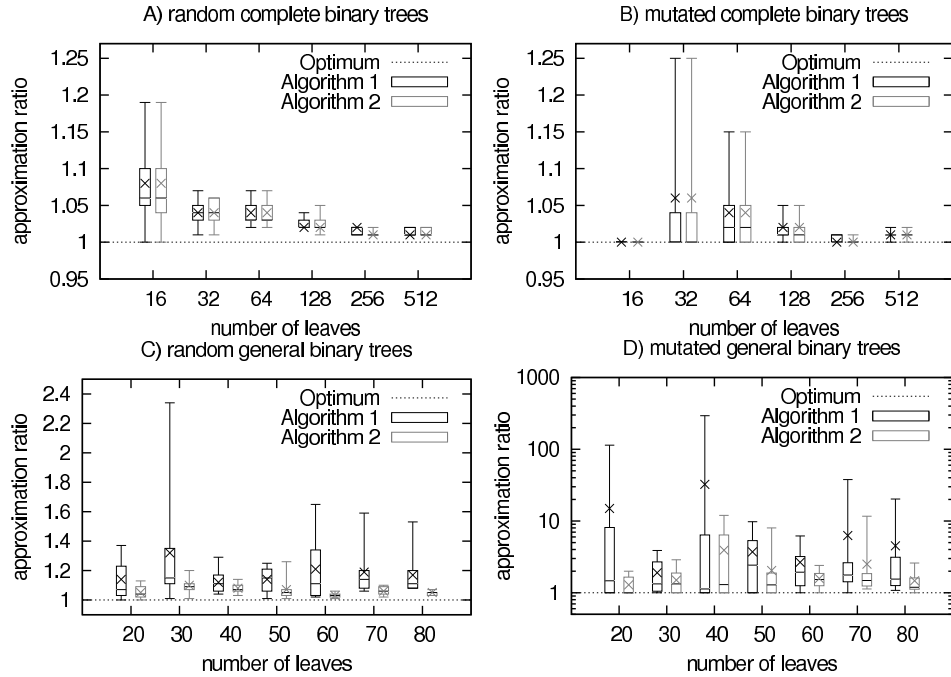 A) random complete binary trees
approximation ratio
1.25
1.2
1.15
1.1
1.05
1
0.95
Optimum
Algorithm 1
Algorithm 2
16 32 64 128 256 512
number of leaves
B) mutated complete binary trees
approximation ratio
1.25
1.2
1.15
1.1
1.05
1
0.95
Optimum
Algorithm 1
Algorithm 2
16 32 64 128 256 512
number of leaves
C) random general binary trees
approximation ratio
2.4
2.2
2
1.8
1.6
1.4
1.2
1
Optimum
Algorithm 1
Algorithm 2
20 30 40 50 60 70 80
number of leaves
D) mutated general binary trees
approximation ratio
1000
100
10
1
Optimum
Algorithm 1
Algorithm 2
20 30 40 50 60 70 80
number of leaves